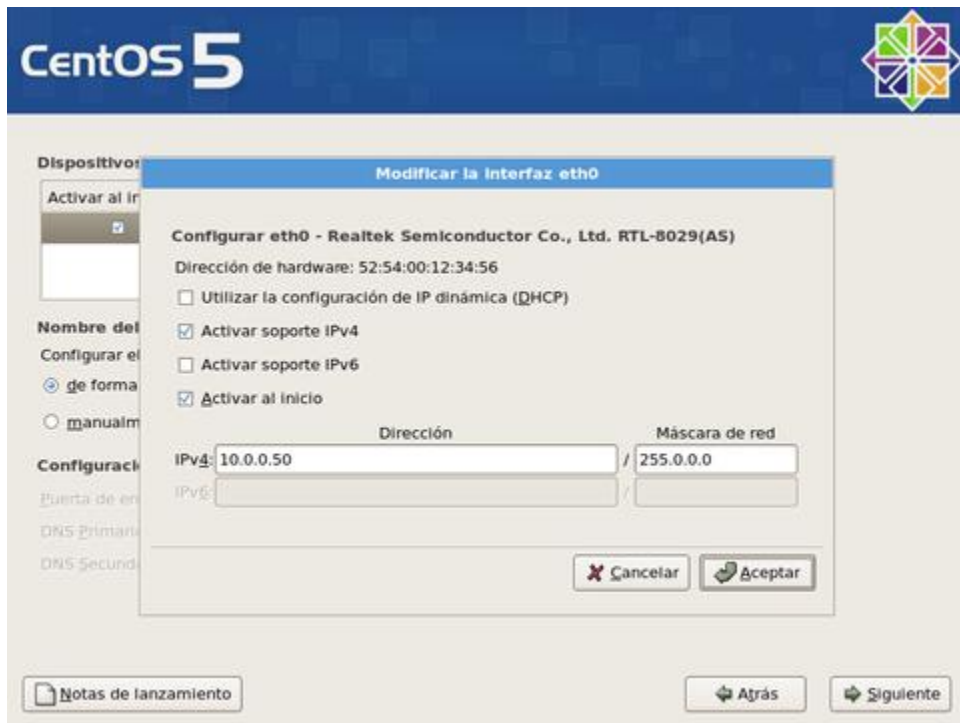 CentOS 5
Dispositivos
Modificar la interfaz eth0
Activar al in
Configurar eth0 - Realtek Semiconductor Co., Ltd. RTL-8029(AS)
Dirección de hardware: 52:54:00:12:34:56
Utilizar la configuración de IP dinámica (DHCP)
Nombre del
Activar soporte IPv4
Configurar el
Activar soporte IPv6
de forma
Activar al inicio
manualm
Dirección Máscara de red
Configuraci
IPv4: 10.0.0.50 / 255.0.0.0
IPv6: /
Puerta de en
DNS Primari
DNS Secund
Cancelar Aceptar
Notas de lanzamiento Atrás Siguiente